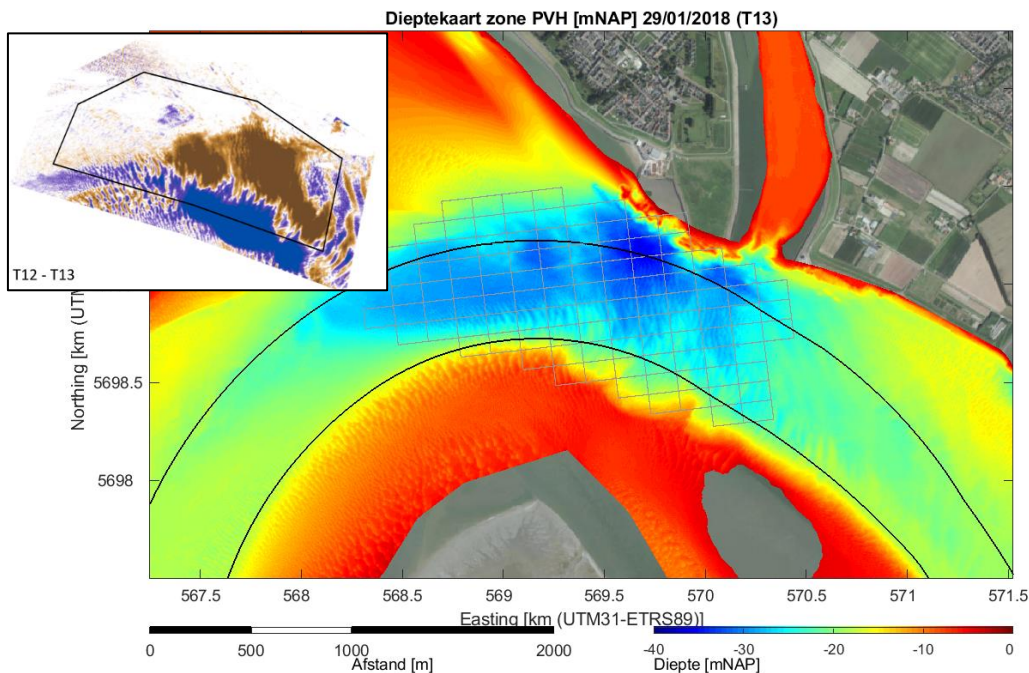 Dieptekaart zone PVH [mNAP] 29/01/2018 (T13)
T12 - T13
Northing [km (UTM
5698.5
5698
567.5 568 568.5 569 569.5 570 570.5 571 571.5
Easting [km (UTM31-ETRS89)]
0 500 1000 2000
Afstand [m]
-40 -30 -20 -10 0
Diepte [mNAP]